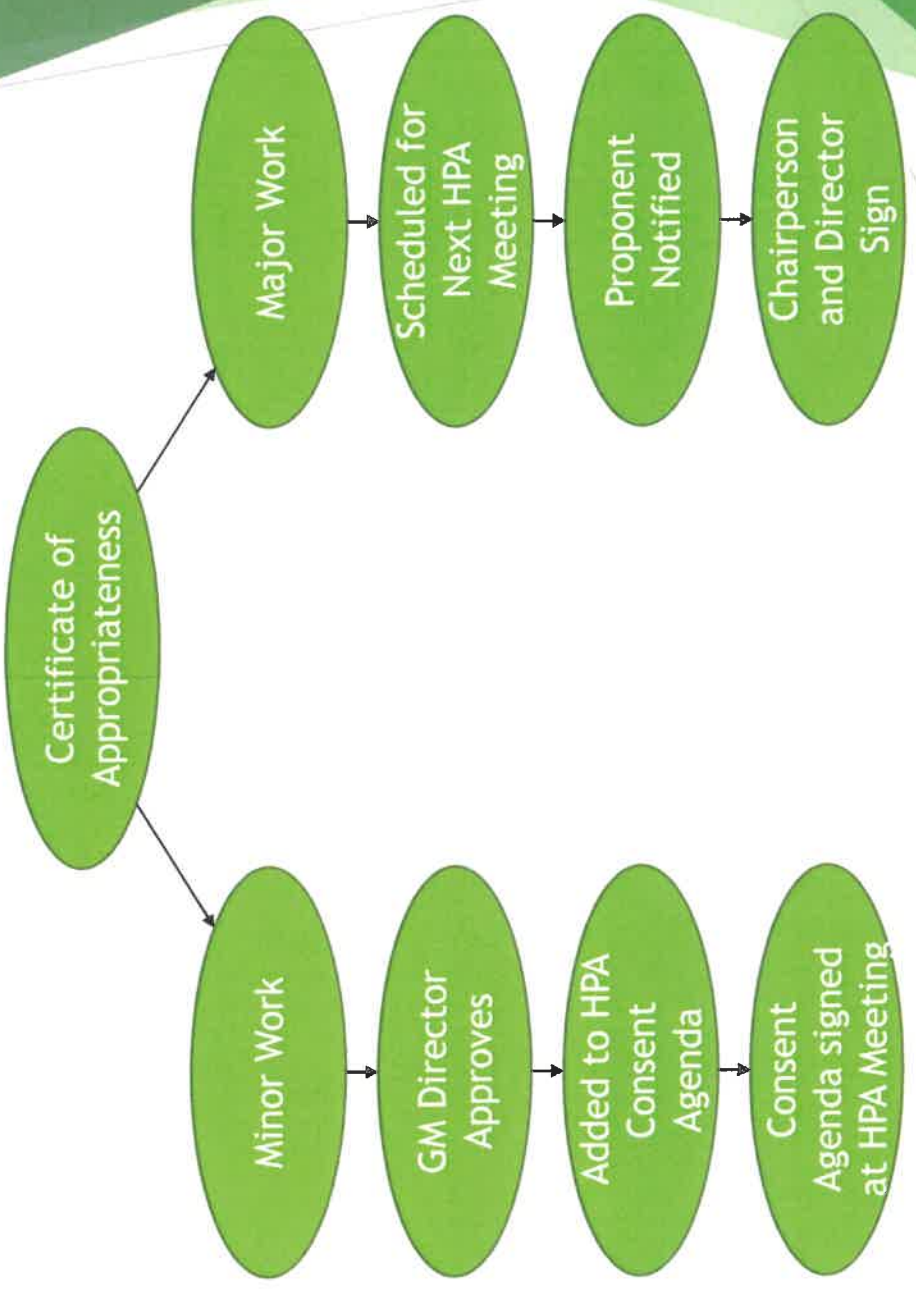 Certificate of
Appropriateness
Minor Work
GM Director
Approves
Added to HPA
Consent
Agenda
Consent
Agenda signed
at HPA Meeting
Major Work
Scheduled for
Next HPA
Meeting
Proponent
Notified
Chairperson
and Director
Sign